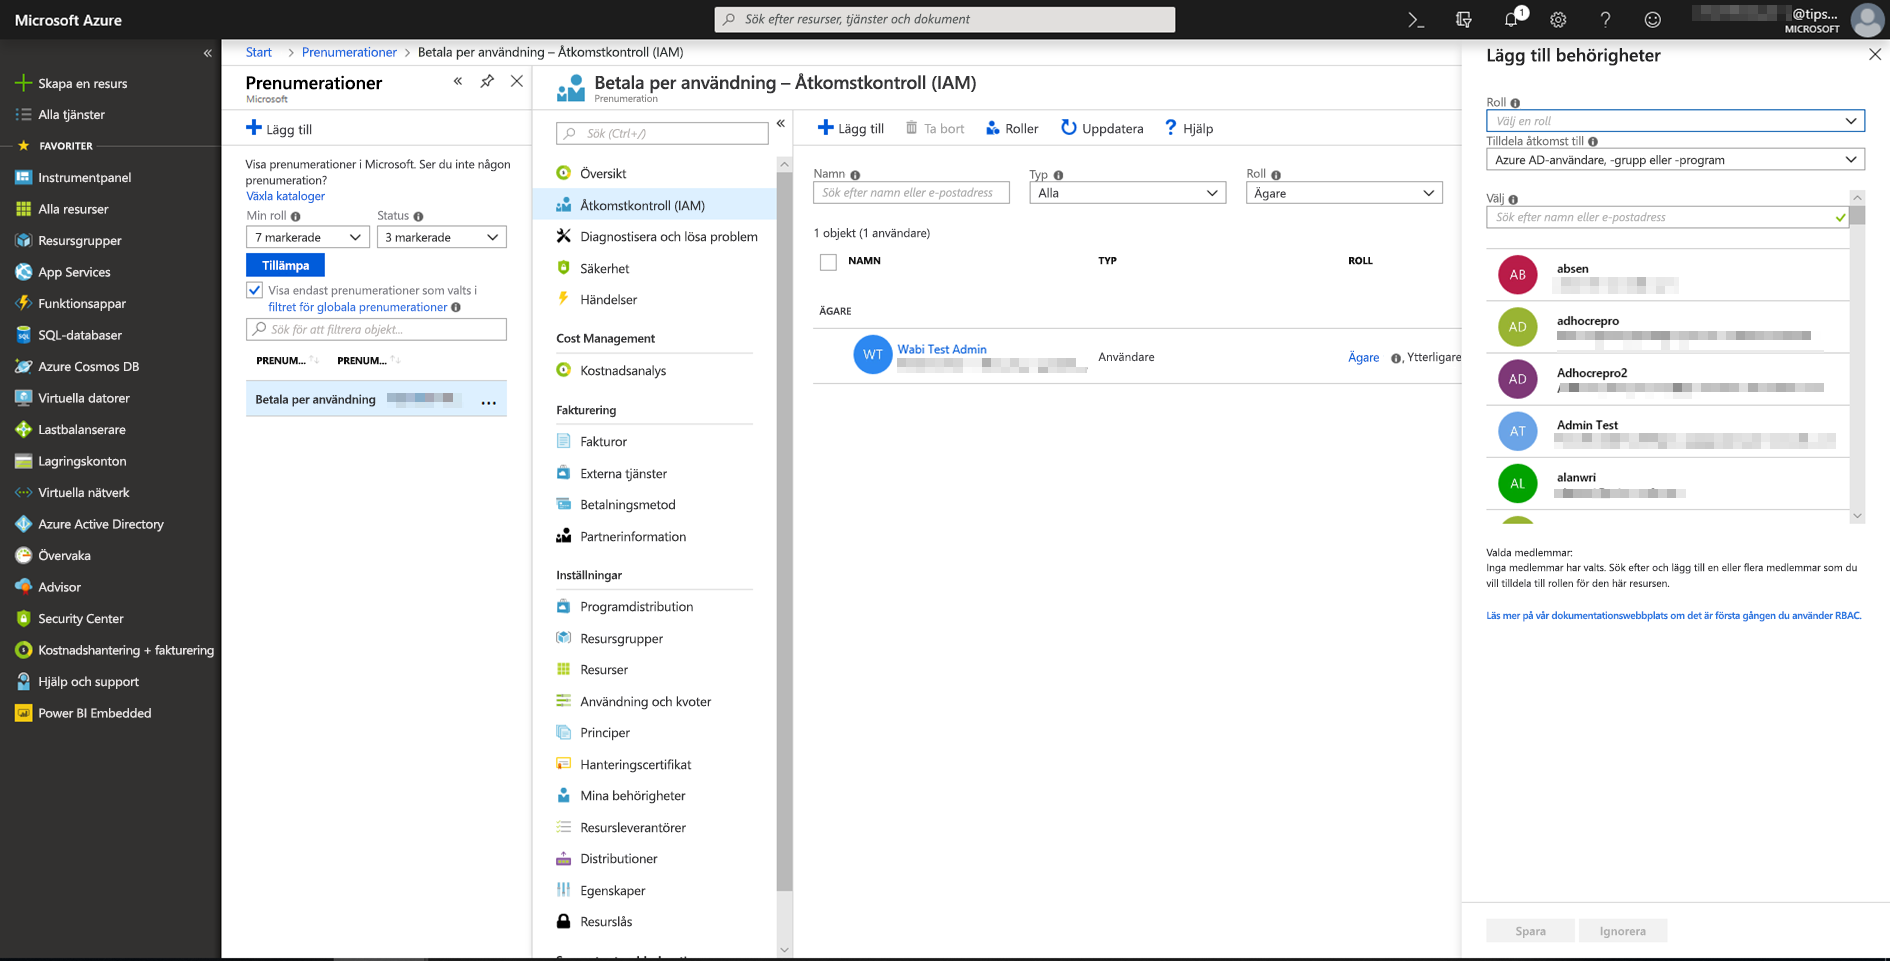 Microsoft Azure
Sök efter resurser, tjänster och dokument
1
@tips...
MICROSOFT
Skapa en resurs
Alla tjänster
FAVORITER
Instrumentpanel
Alla resurser
Resursgrupper
App Services
Funktionsappar
SQL-databaser
Azure Cosmos DB
Virtuella datorer
Lastbalanserare
Lagringskonton
Virtuella nätverk
Azure Active Directory
Övervaka
Advisor
Security Center
Kostnadshantering + fakturering
Hjälp och support
Power BI Embedded
Start > Prenumerationer > Betala per användning – Åtkomstkontroll (IAM)
Prenumerationer
Microsoft
Lägg till
Visa prenumerationer i Microsoft. Ser du inte någon
prenumeration?
Växla kataloger
Min roll
Status
7 markerade
3 markerade
Tillämpa
Visa endast prenumerationer som valts i
filtret för globala prenumerationer
Sök för att filtrera objekt...
PRENUM...
PRENUM...
Betala per användning
...
Betala per användning – Åtkomstkontroll (IAM)
Prenumeration
Sök (Ctrl+/)
Översikt
Åtkomstkontroll (IAM)
Diagnostisera och lösa problem
Säkerhet
Händelser
Cost Management
Kostnadsanalys
Fakturering
Fakturor
Externa tjänster
Betalningsmetod
Partnerinformation
Inställningar
Programdistribution
Resursgrupper
Resurser
Användning och kvoter
Principer
Hanteringscertifikat
Mina behörigheter
Resursleverantörer
Distributioner
Egenskaper
Resurslås
Lägg till
Ta bort
Roller
Uppdatera
Hjälp
Namn
Typ
Roll
Sök efter namn eller e-postadress
Alla
Ägare
1 objekt (1 användare)
NAMN
TYP
ROLL
ÄGARE
WT
Wabi Test Admin
Användare
Ägare
, Ytterligare
Lägg till behörigheter
Roll
Välj en roll
Tilldela åtkomst till
Azure AD-användare, -grupp eller -program
Välj
Sök efter namn eller e-postadress
AB
absen
AD
adhocrepro
AD
Adhocrepro2
AT
Admin Test
AL
alanwri
Valda medlemmar:
Inga medlemmar har valts. Sök efter och lägg till en eller flera medlemmar som du
vill tilldela till rollen för den här resursen.
Läs mer på vår dokumentationswebbplats om det är första gången du använder RBAC.
Spara
Ignorera